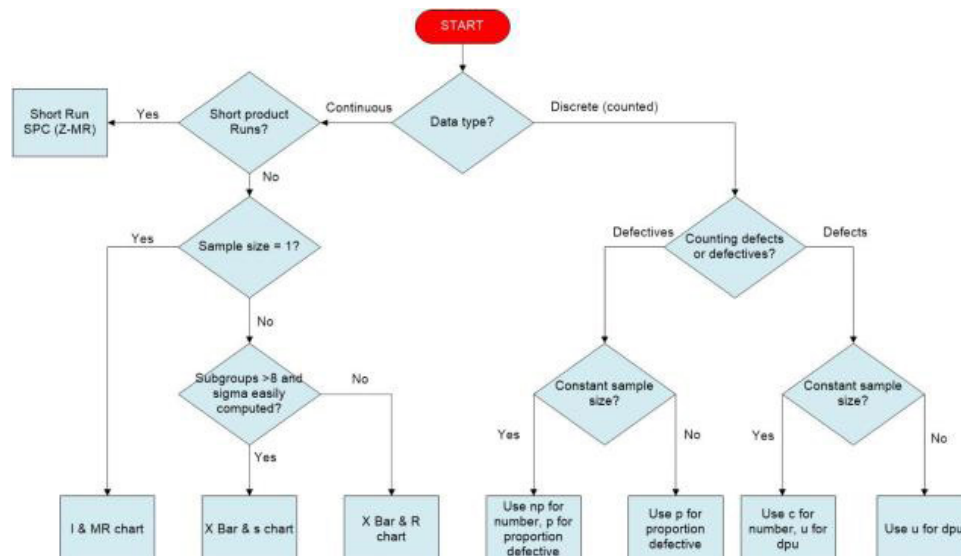 START
Data type?
Continuous
Discrete (counted)
Short product
Runs?
Yes
Short Run
SPC (Z-MR)
No
Sample size = 1?
Yes
No
Subgroups >8 and
sigma easily
computed?
No
Yes
I & MR chart
X Bar & s chart
X Bar & R
chart
Counting defects
or defectives?
Defectives
Defects
Constant sample
size?
Yes
No
Use np for
number, p for
proportion
defective
Use p for
proportion
defective
Constant sample
size?
Yes
No
Use c for
number, u for
dpu
Use u for dpu